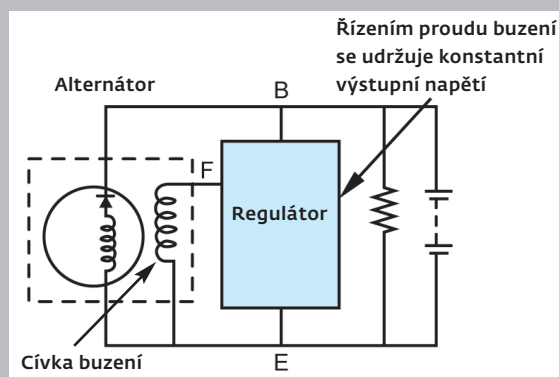 Řízením proudu buzení
se udržuje konstantní
výstupní napětí
Alternátor
B
F
Regulátor
Cívka buzení
E